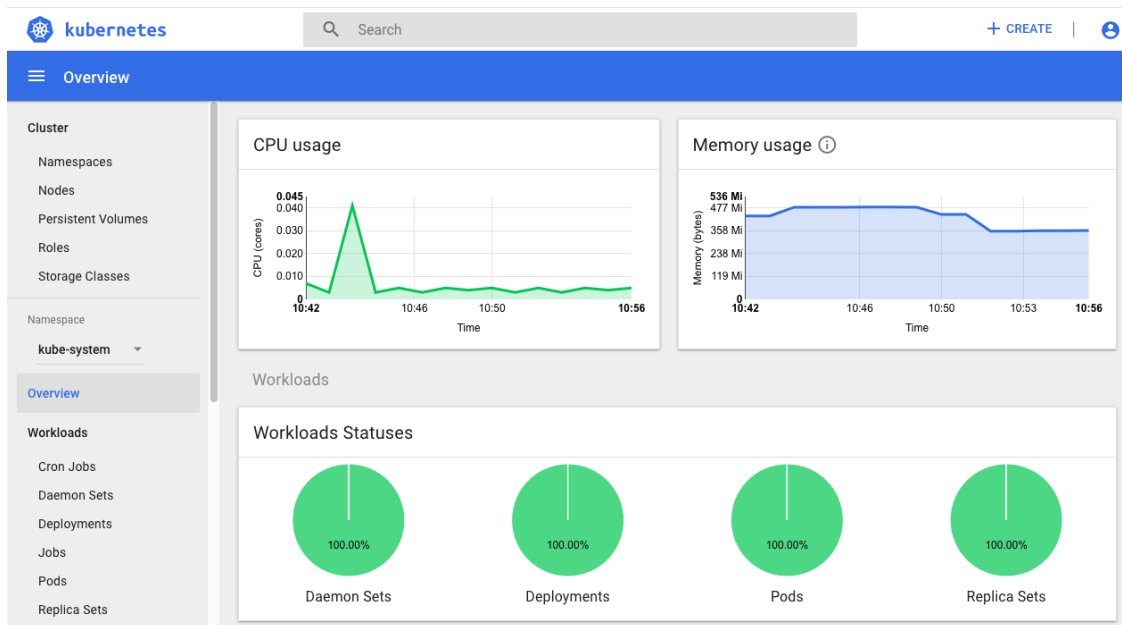 kubernetes
Search
+ CREATE
Overview
Cluster
Namespaces
Nodes
Persistent Volumes
Roles
Storage Classes
Namespace
kube-system
Overview
Workloads
Cron Jobs
Daemon Sets
Deployments
Jobs
Pods
Replica Sets
CPU usage
CPU (cores)
0.045
0.040
0.030
0.020
0.010
0
10:42 10:46 10:50 10:56
Time
Memory usage
Memory (bytes)
536 Mi
477 Mi
358 Mi
238 Mi
119 Mi
0
10:42 10:46 10:50 10:53 10:56
Time
Workloads
Workloads Statuses
100.00% 100.00% 100.00% 100.00%
Daemon Sets Deployments Pods Replica Sets